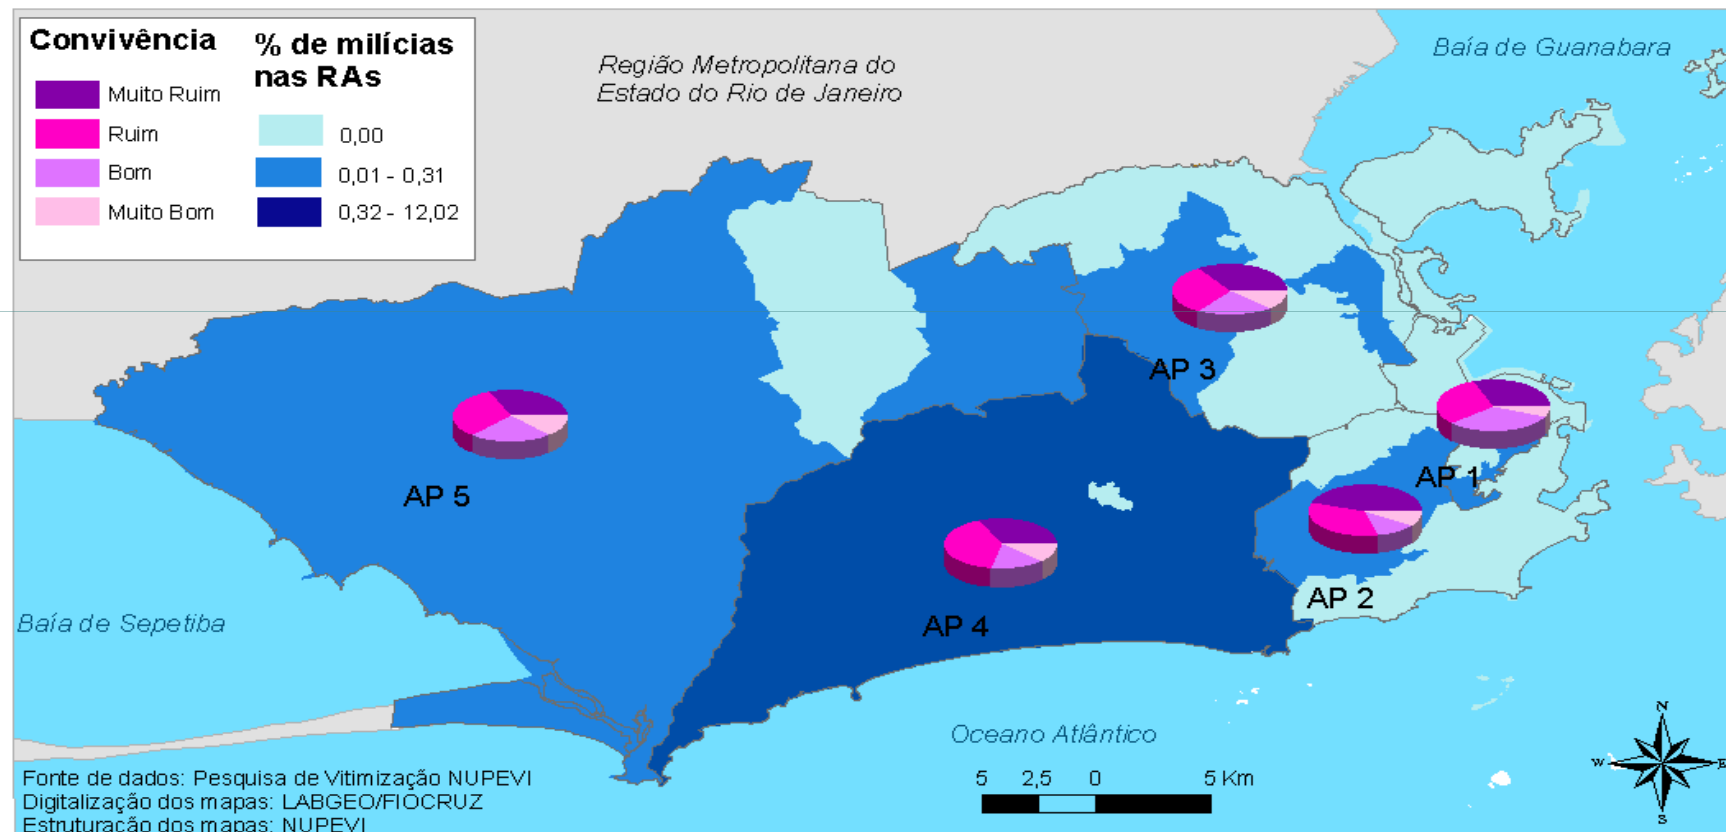 Convivência
Muito Ruim
Ruim
Bom
Muito Bom
% de milícias
nas RAs
0,00
0,01 - 0,31
0,32 - 12,02
Região Metropolitana do
Estado do Rio de Janeiro
Baía de Guanabara
AP 3
AP 1
AP 5
AP 2
AP 4
Baía de Sepetiba
Oceano Atlântico
Fonte de dados: Pesquisa de Vitimização NUPEVI
Digitalização dos mapas: LABGEO/FIOCRUZ
Estruturação dos mapas: NUPEVI
5 2,5 0 5 Km
N
W E
S